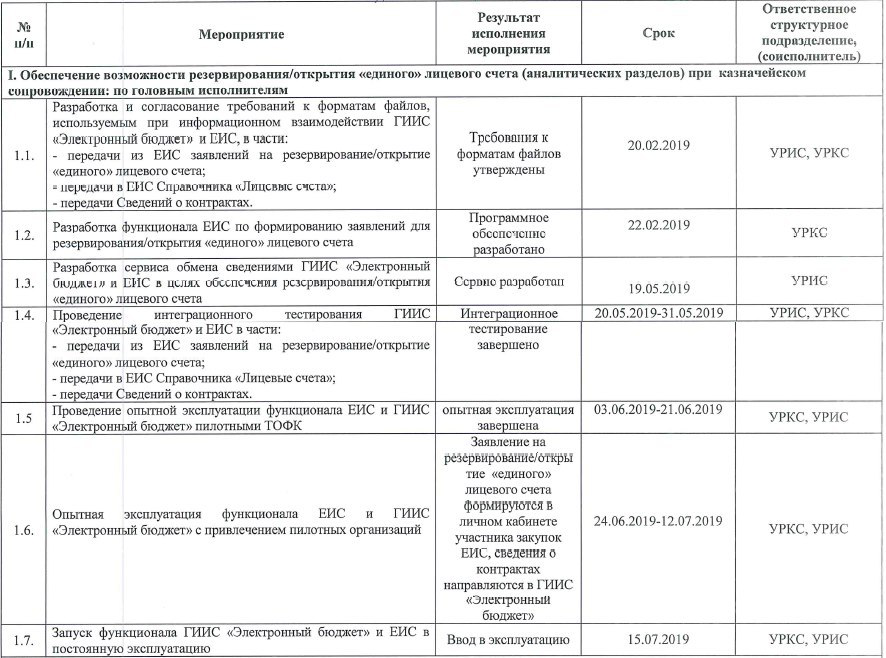 № п/п | Мероприятие | Результат исполнения мероприятия | Срок | Ответственное структурное подразделение, (соисполнитель)
I. Обеспечение возможности резервирования/открытия «единого» лицевого счета (аналитических разделов) при казначейском
сопровождении: по головным исполнителям
1.1.
Разработка и согласование требований к форматам файлов,
используемым при информационном взаимодействии ГИИС
«Электронный бюджет» и ЕИС, в части:
- передачи из ЕИС заявлений на резервирование/открытие
«единого» лицевого счета;
- передачи в ЕИС Справочника «Лицевые счета»;
- передачи Сведений о контрактах.
Требования к
форматам файлов
утверждены
20.02.2019
УРИС, УРКС
1.2.
Разработка функционала ЕИС по формированию заявлений для
резервирования/открытия «единого» лицевого счета
Программное
обеспечение
разработано
22.02.2019
УРКС
1.3.
Разработка сервиса обмена сведениями ГИИС «Электронный
бюджет» и ЕИС в целях обеспечения резервирования/открытия
«единого» лицевого счета
Сервис разработан
19.05.2019
УРИС
1.4.
Проведение интеграционного тестирования ГИИС
«Электронный бюджет» и ЕИС в части:
- передачи из ЕИС заявлений на резервирование/открытие
«единого» лицевого счета;
- передачи в ЕИС Справочника «Лицевые счета»;
- передачи Сведений о контрактах.
Интеграционное
тестирование
завершено
20.05.2019-31.05.2019
УРИС, УРКС
1.5
Проведение опытной эксплуатации функционала ЕИС и ГИИС
«Электронный бюджет» пилотными ТОФК
опытная эксплуатация
завершена
03.06.2019-21.06.2019
УРКС, УРИС
1.6.
Опытная эксплуатация функционала ЕИС и ГИИС
«Электронный бюджет» с привлечением пилотных организаций
Заявление на
резервирование/откры
тие «единого»
лицевого счета
формируются в
личном кабинете
участника закупок
ЕИС, сведения о
контрактах
направляются в ГИИС
«Электронный
бюджет»
24.06.2019-12.07.2019
УРКС, УРИС
1.7.
Запуск функционала ГИИС «Электронный бюджет» и ЕИС в
постоянную эксплуатацию
Ввод в эксплуатацию
15.07.2019
УРКС, УРИС